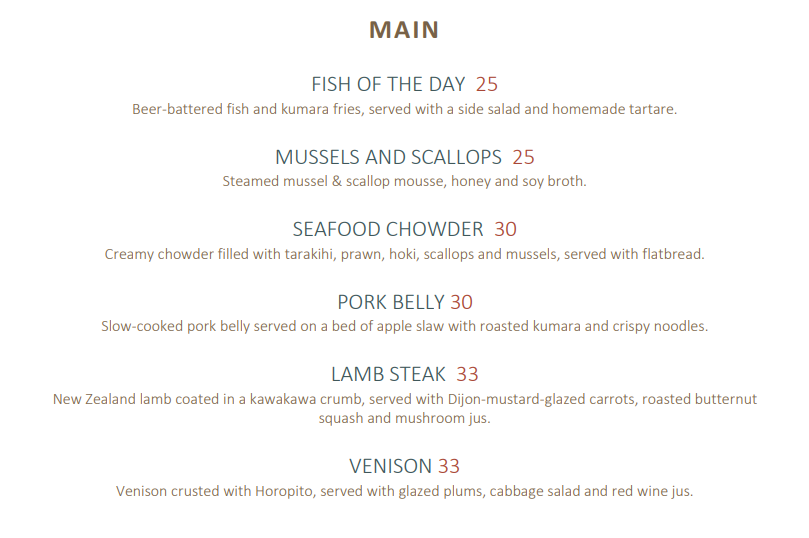 MAIN
FISH OF THE DAY 25
Beer-battered fish and kumara fries, served with a side salad and homemade tartare.
MUSSELS AND SCALLOPS 25
Steamed mussel & scallop mousse, honey and soy broth.
SEAFOOD CHOWDER 30
Creamy chowder filled with tarakihi, prawn, hoki, scallops and mussels, served with flatbread.
PORK BELLY 30
Slow-cooked pork belly served on a bed of apple slaw with roasted kumara and crispy noodles.
LAMB STEAK 33
New Zealand lamb coated in a kawakawa crumb, served with Dijon-mustard-glazed carrots, roasted butternut
squash and mushroom jus.
VENISON 33
Venison crusted with Horopito, served with glazed plums, cabbage salad and red wine jus.